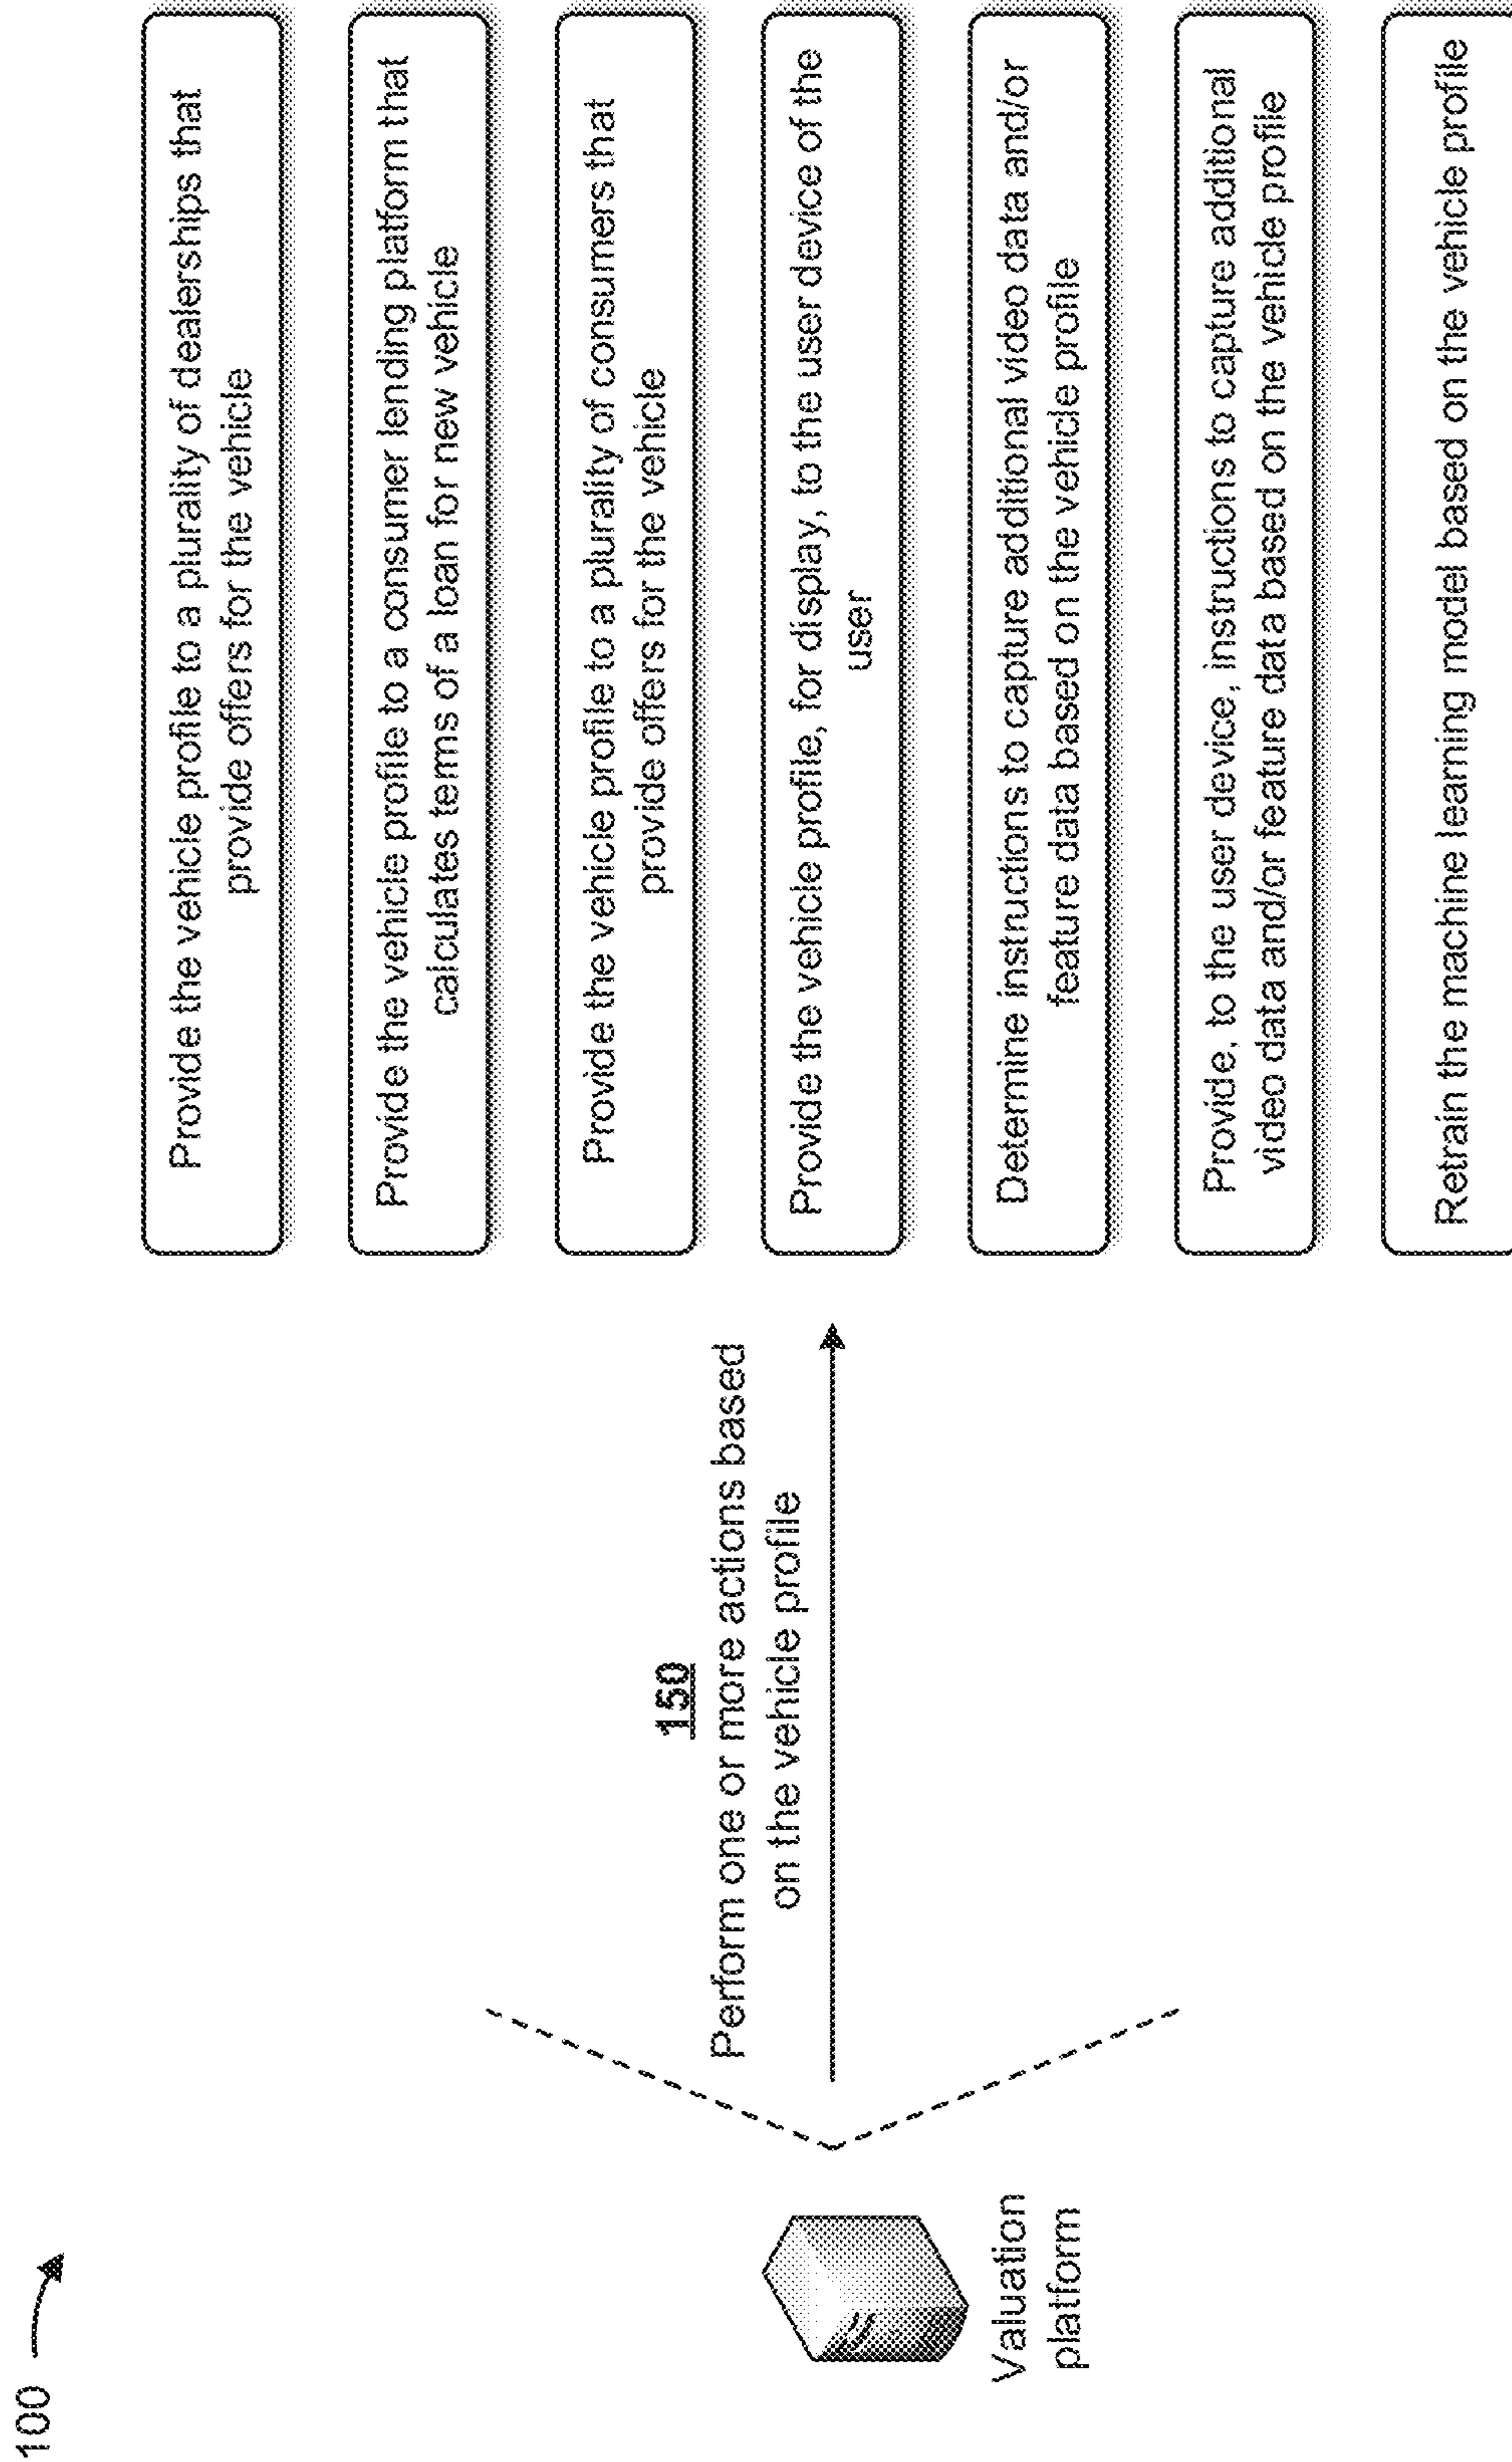 100
Valuation
platform
150
Perform one or more actions based
on the vehicle profile
Provide the vehicle profile to a plurality of dealerships that
provide offers for the vehicle
Provide the vehicle profile to a consumer lending platform that
calculates terms of a loan for new vehicle
Provide the vehicle profile to a plurality of consumers that
provide offers for the vehicle
Provide the vehicle profile, for display, to the user device of the
user
Determine instructions to capture additional video data and/or
feature data based on the vehicle profile
Provide, to the user device, instructions to capture additional
video data and/or feature data based on the vehicle profile
Retrain the machine learning model based on the vehicle profile